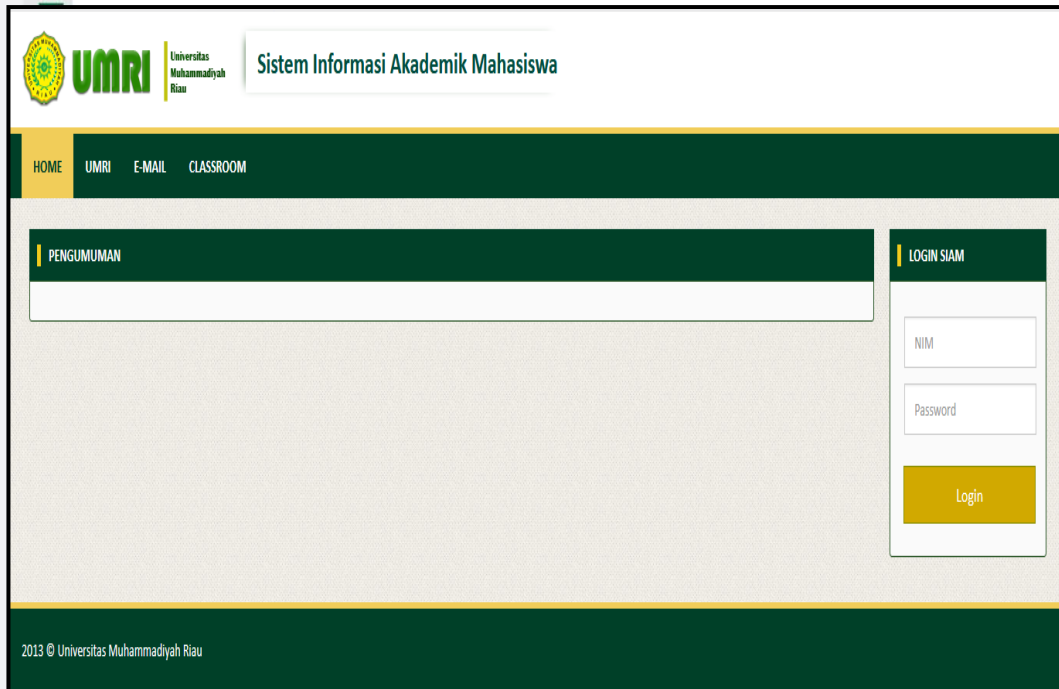 UMRI
Universitas
Muhammadiyah
Riau
Sistem Informasi Akademik Mahasiswa
HOME UMRI E-MAIL CLASSROOM
PENGUMUMAN
LOGIN SIAM
NIM
Password
Login
2013 © Universitas Muhammadiyah Riau